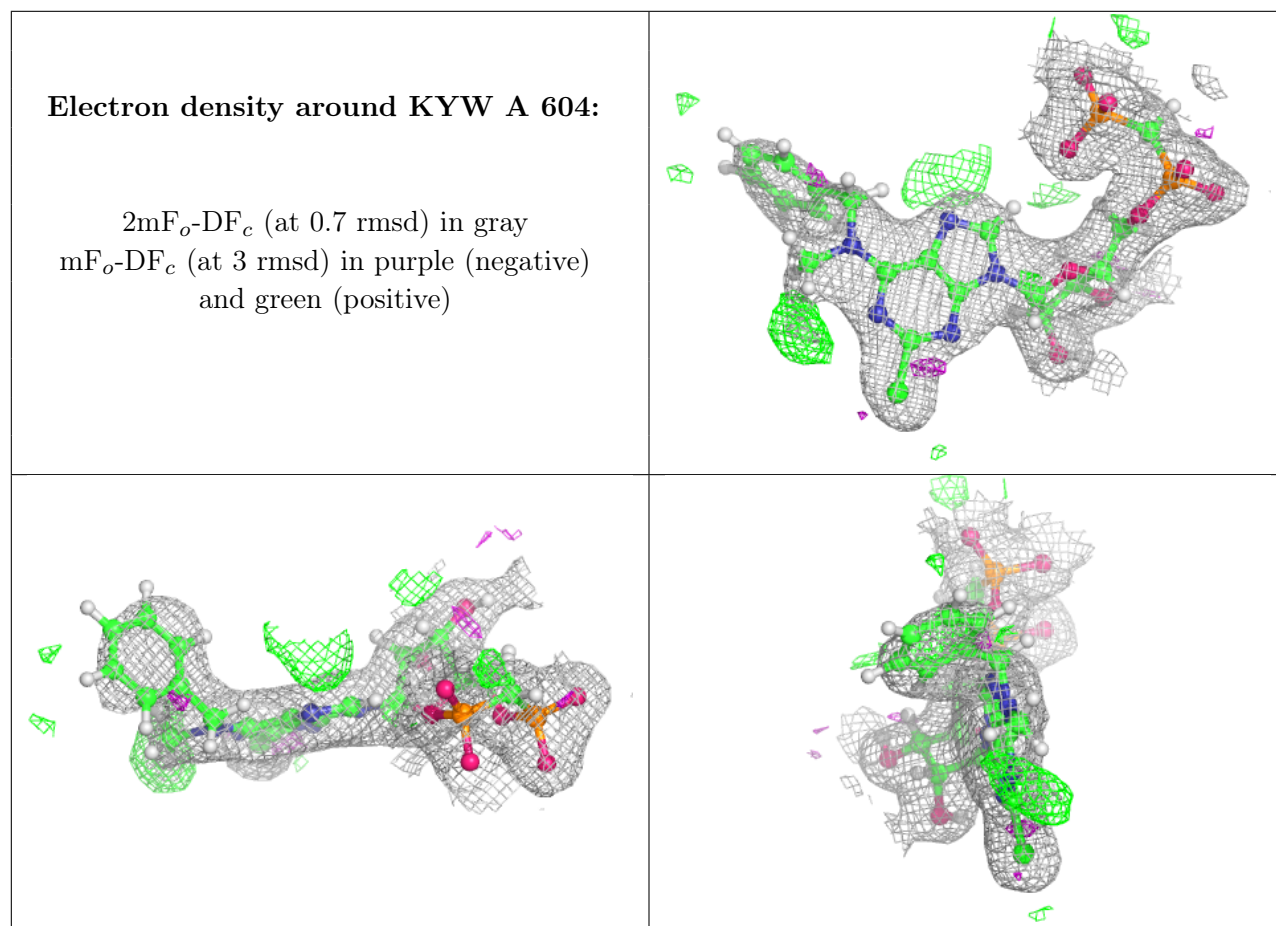 Electron density around KYW A 604:
2mFₒ-DF𝒸 (at 0.7 rmsd) in gray
mFₒ-DF𝒸 (at 3 rmsd) in purple (negative)
and green (positive)